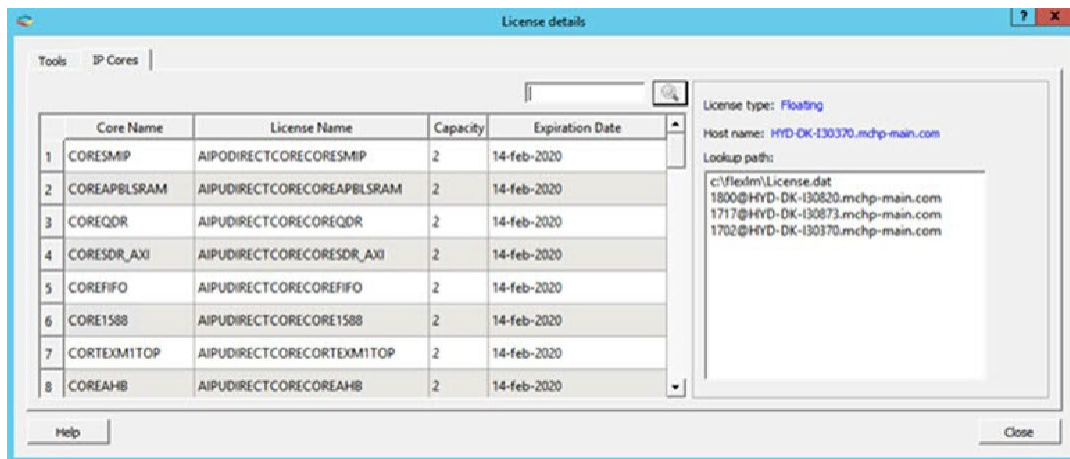 License details
? x
Tools IP Cores
Core Name License Name Capacity Expiration Date
1 CORESMIP AIPODIRECTCORECORESMIP 2 14-feb-2020
2 COREAPBLSRAM AIPUDIRECTCORECOREAPBLSRAM 2 14-feb-2020
3 COREQDR AIPUDIRECTCORECOREQDR 2 14-feb-2020
4 CORESDR_AXI AIPUDIRECTCORECORESDR_AXI 2 14-feb-2020
5 COREFIFO AIPUDIRECTCORECOREFIFO 2 14-feb-2020
6 CORE1588 AIPUDIRECTCORECORE1588 2 14-feb-2020
7 CORTEXM1TOP AIPUDIRECTCORECORTEXM1TOP 2 14-feb-2020
8 COREAHB AIPUDIRECTCORECOREAHB 2 14-feb-2020
License type: Floating
Host name: HYD-DK-I30370.mchp-main.com
Lookup path:
c:\flexlm\License.dat
1800@HYD-DK-I30820.mchp-main.com
1717@HYD-DK-I30873.mchp-main.com
1702@HYD-DK-I30370.mchp-main.com
Help
Close